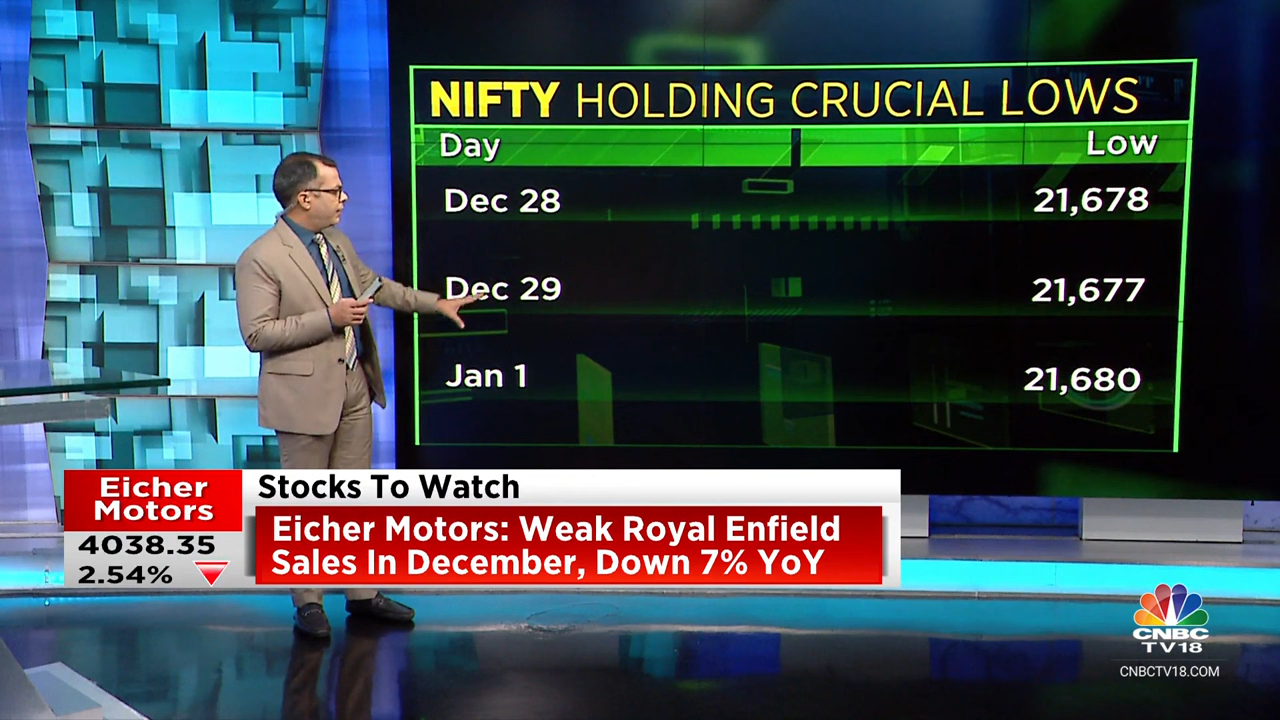 NIFTY HOLDING CRUCIAL LOWS
Day Low
Dec 28 21,678
Dec 29 21,677
Jan 1 21,680
Eicher
Motors
4038.35
2.54%
Stocks To Watch
Eicher Motors: Weak Royal Enfield
Sales In December, Down 7% YoY
CNBC
TV18
CNBCTV18.COM